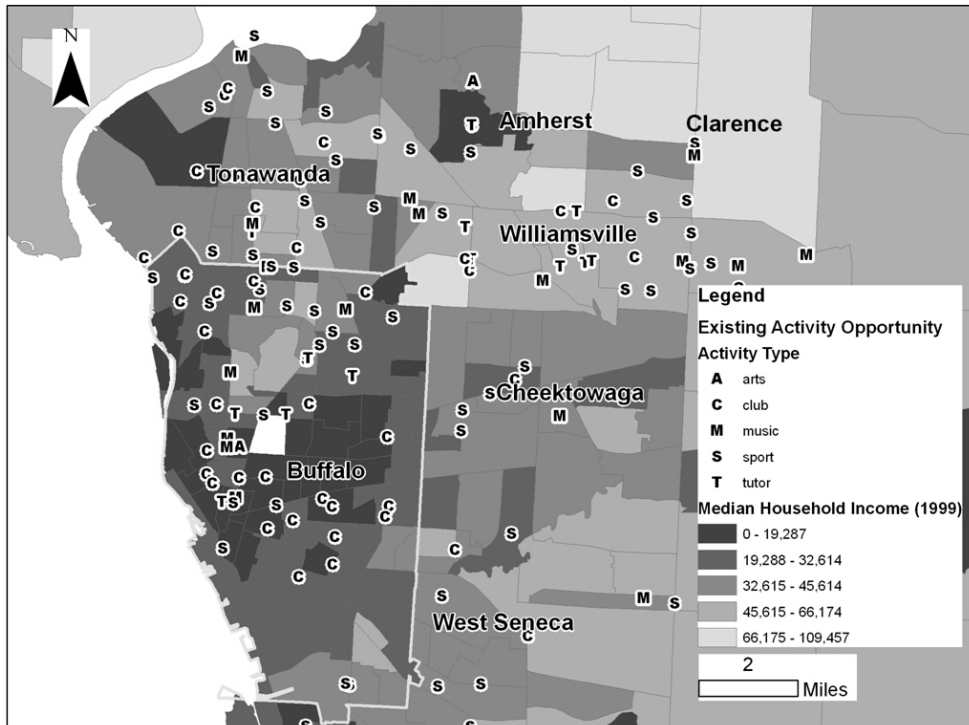 N
Amherst
Clarence
Tonawanda
Williamsville
Cheektowaga
Buffalo
West Seneca
Legend
Existing Activity Opportunity
Activity Type
A arts
C club
M music
S sport
T tutor
Median Household Income (1999)
0 - 19,287
19,288 - 32,614
32,615 - 45,614
45,615 - 66,174
66,175 - 109,457
2
Miles